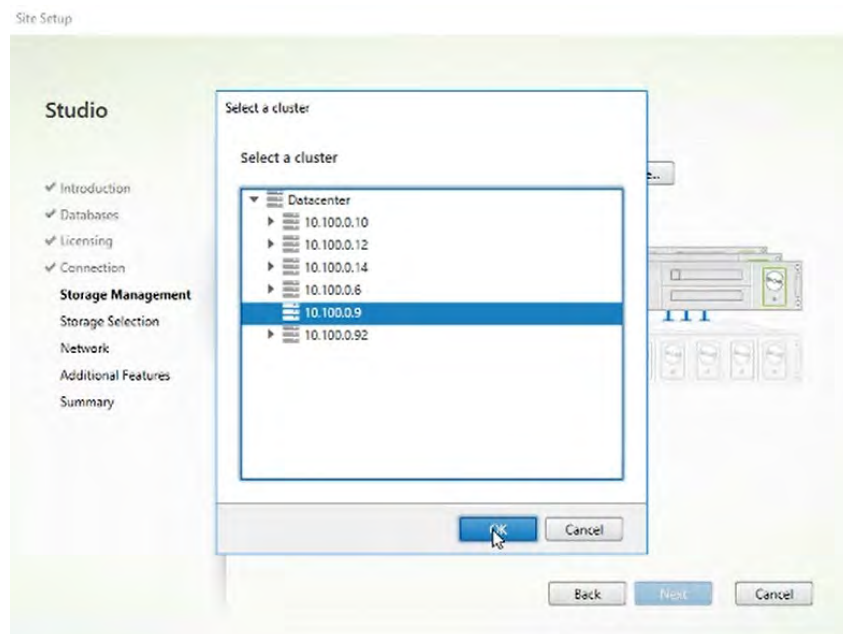 Site Setup
Studio
Introduction
Databases
Licensing
Connection
Storage Management
Storage Selection
Network
Additional Features
Summary
Select a cluster
Select a cluster
Datacenter
10.100.0.10
10.100.0.12
10.100.0.14
10.100.0.6
10.100.0.9
10.100.0.92
OK
Cancel
Back
Next
Cancel